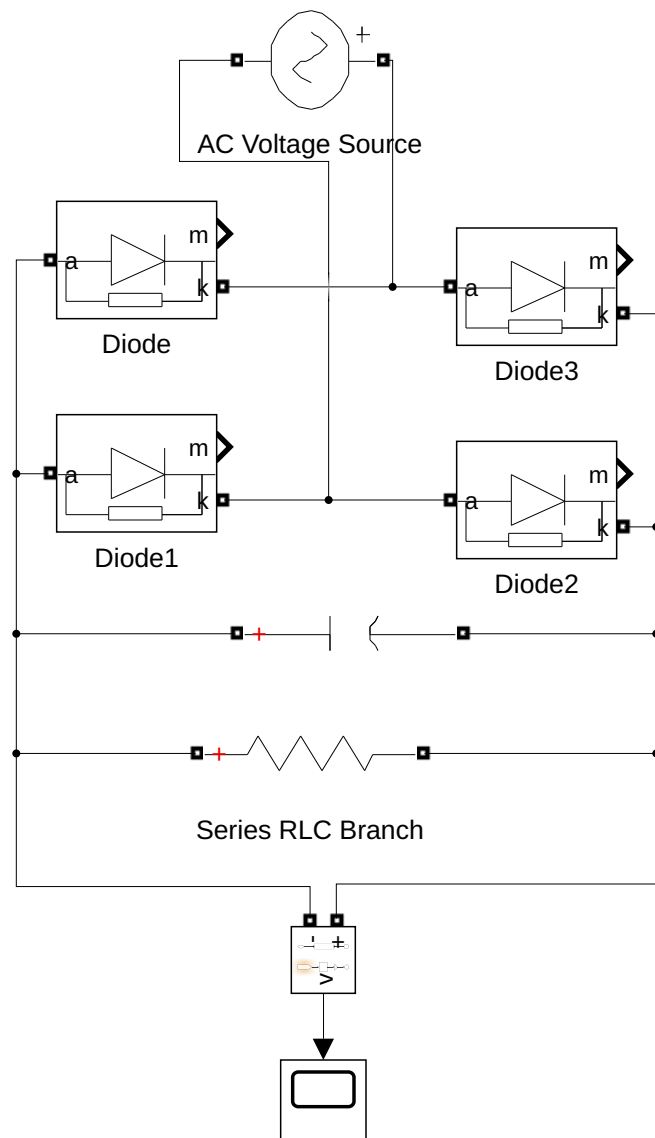 +
AC Voltage Source
m
a
k
Diode
m
a
k
Diode3
m
a
k
Diode1
m
a
k
Diode2
+
+
Series RLC Branch
- +
v